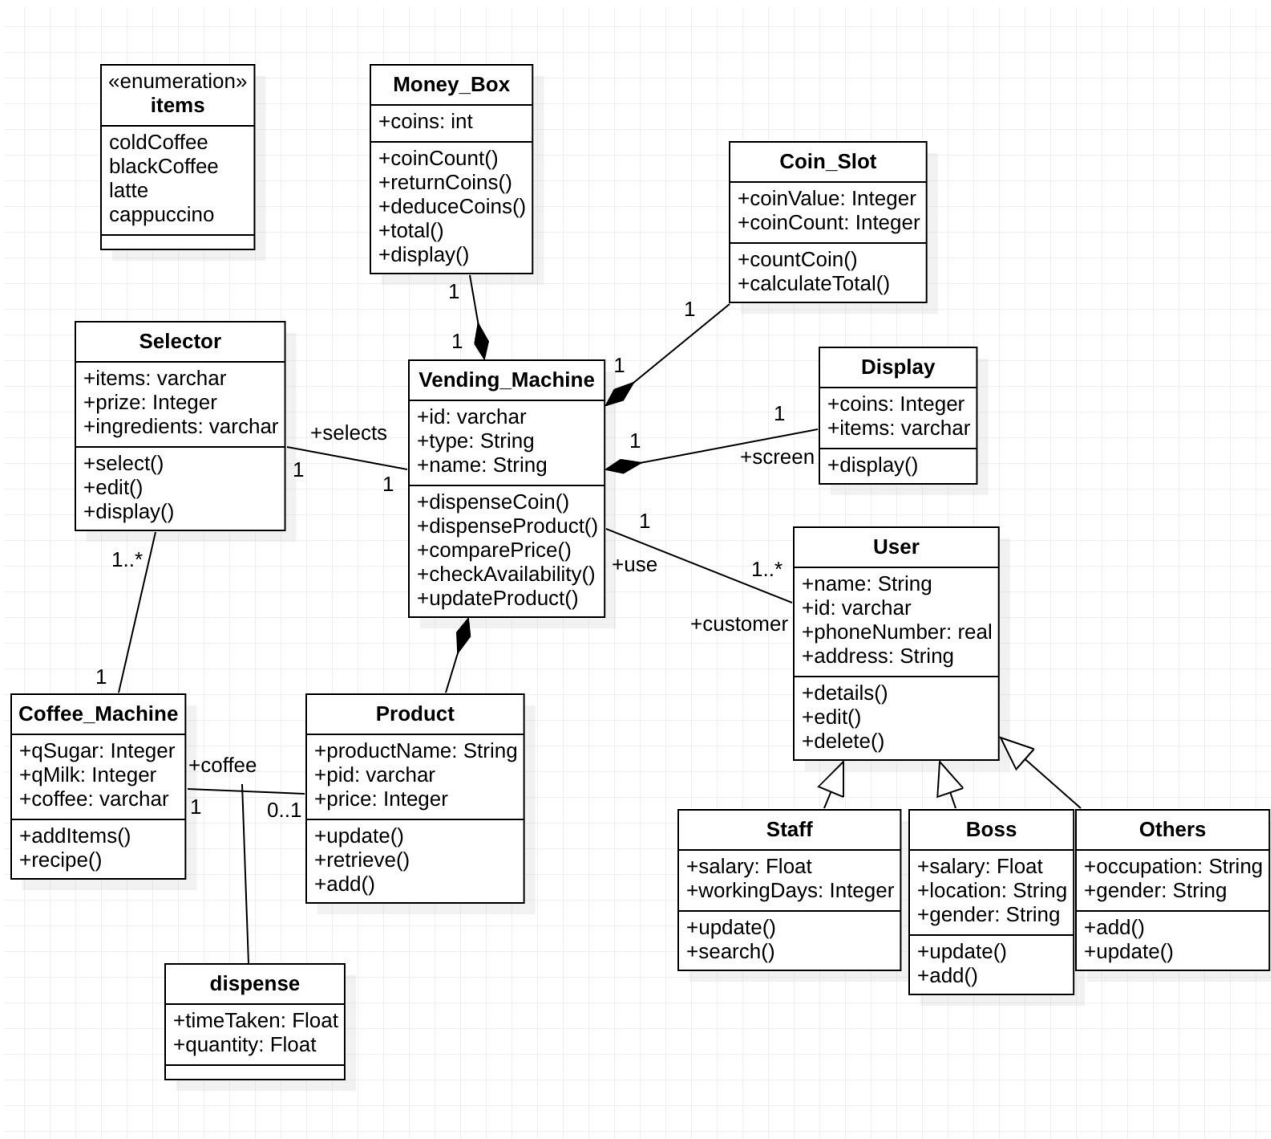 «enumeration»
items
coldCoffee
blackCoffee
latte
cappuccino
Money_Box
+coins: int
+coinCount()
+returnCoins()
+deduceCoins()
+total()
+display()
Coin_Slot
+coinValue: Integer
+coinCount: Integer
+countCoin()
+calculateTotal()
1
1
1
1
Selector
+items: varchar
+prize: Integer
+ingredients: varchar
+select()
+edit()
+display()
+selects
1
1
Vending_Machine
+id: varchar
+type: String
+name: String
+dispenseCoin()
+dispenseProduct()
+comparePrice()
+checkAvailability()
+updateProduct()
Display
+coins: Integer
+items: varchar
+display()
1
1
+screen
1
+use
1..*
+customer
User
+name: String
+id: varchar
+phoneNumber: real
+address: String
+details()
+edit()
+delete()
1..*
1
Coffee_Machine
+qSugar: Integer
+qMilk: Integer
+coffee: varchar
+addItems()
+recipe()
+coffee
1
0..1
Product
+productName: String
+pid: varchar
+price: Integer
+update()
+retrieve()
+add()
Staff
+salary: Float
+workingDays: Integer
+update()
+search()
Boss
+salary: Float
+location: String
+gender: String
+update()
+add()
Others
+occupation: String
+gender: String
+add()
+update()
dispense
+timeTaken: Float
+quantity: Float